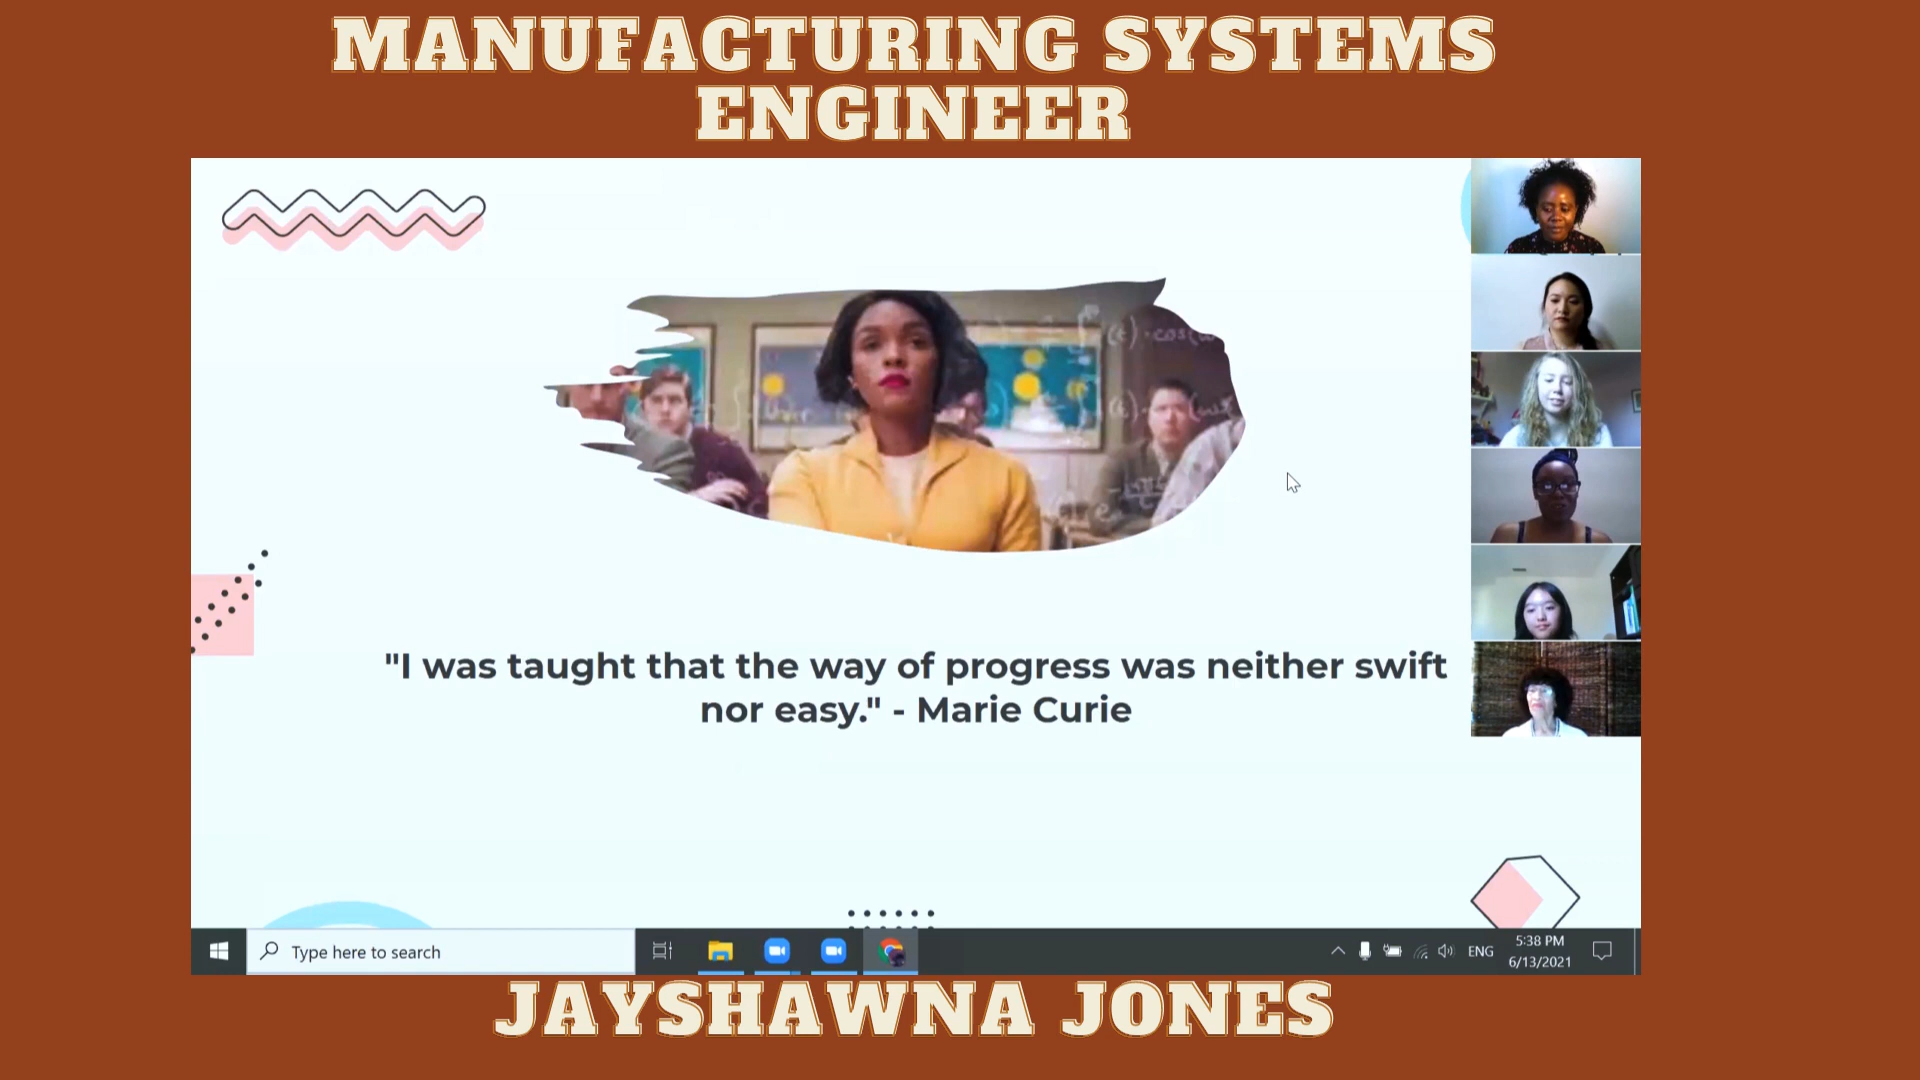 MANUFACTURING SYSTEMS
ENGINEER
"I was taught that the way of progress was neither swift
nor easy." - Marie Curie
Type here to search
ENG
5:38 PM
6/13/2021
JAYSHAWNA JONES